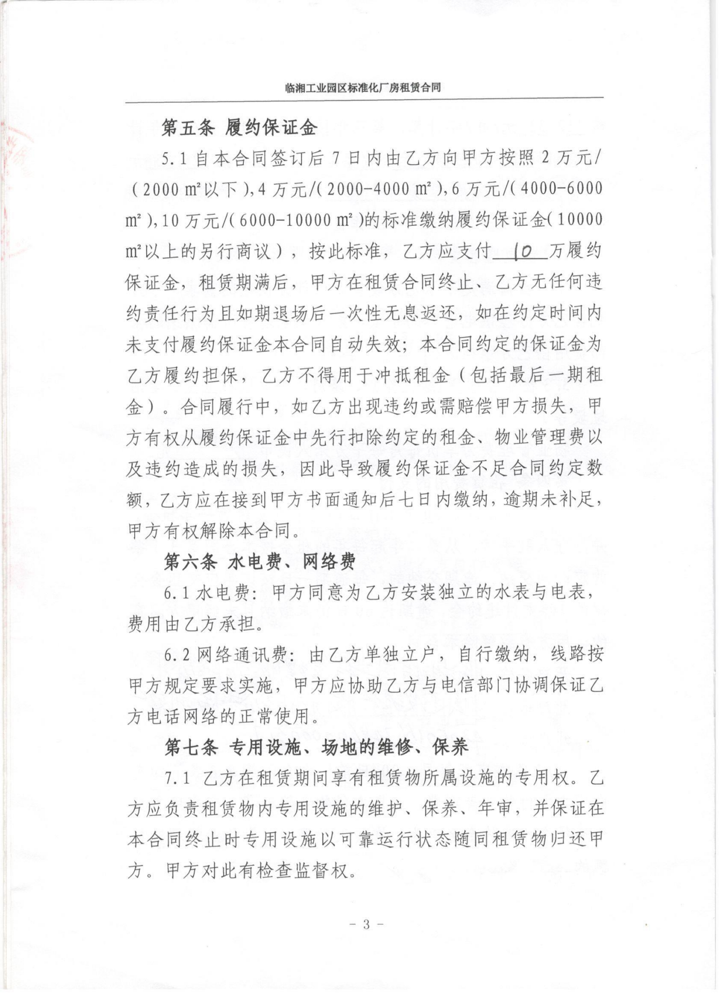 临湘工业园区标准化厂房租赁合同
第五条 履约保证金
5.1自本合同签订后7日内由乙方向甲方按照2万元/
(2000㎡以下),4万元/(2000-4000㎡),6万元/(4000-6000
㎡),10万元/(6000-10000㎡)的标准缴纳履约保证金(10000
㎡以上的另行商议），按此标准，乙方应支付 10 万履约
保证金，租赁期满后，甲方在租赁合同终止、乙方无任何违
约责任行为且如期退场后一次性无息返还，如在约定时间内
未支付履约保证金本合同自动失效；本合同约定的保证金为
乙方履约担保，乙方不得用于冲抵租金（包括最后一期租
金）。合同履行中，如乙方出现违约或需赔偿甲方损失，甲
方有权从履约保证金中先行扣除约定的租金、物业管理费以
及违约造成的损失，因此导致履约保证金不足合同约定数
额，乙方应在接到甲方书面通知后七日内缴纳，逾期未补足，
甲方有权解除本合同。
第六条 水电费、网络费
6.1水电费：甲方同意为乙方安装独立的水表与电表，
费用由乙方承担。
6.2网络通讯费：由乙方单独立户，自行缴纳，线路按
甲方规定要求实施，甲方应协助乙方与电信部门协调保证乙
方电话网络的正常使用。
第七条 专用设施、场地的维修、保养
7.1 乙方在租赁期间享有租赁物所属设施的专用权。乙
方应负责租赁物内专用设施的维护、保养、年审，并保证在
本合同终止时专用设施以可靠运行状态随同租赁物归还甲
方。甲方对此有检查监督权。
- 3 -